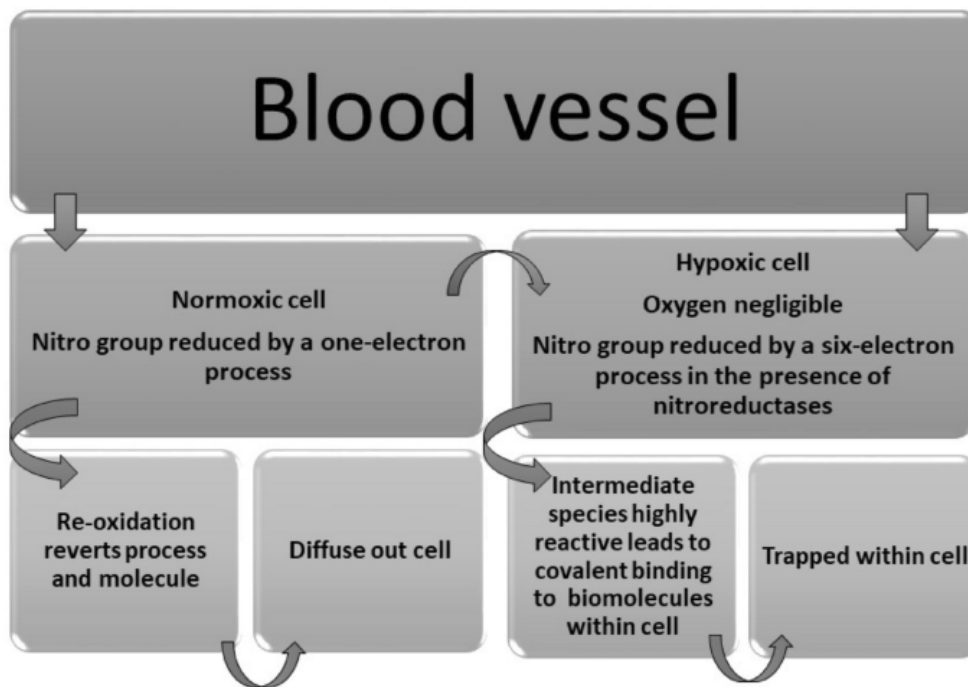 Blood vessel
Normoxic cell
Nitro group reduced by a one-electron
process
Hypoxic cell
Oxygen negligible
Nitro group reduced by a six-electron
process in the presence of
nitroreductases
Re-oxidation
reverts process
and molecule
Diffuse out cell
Intermediate
species highly
reactive leads to
covalent binding
to biomolecules
within cell
Trapped within cell